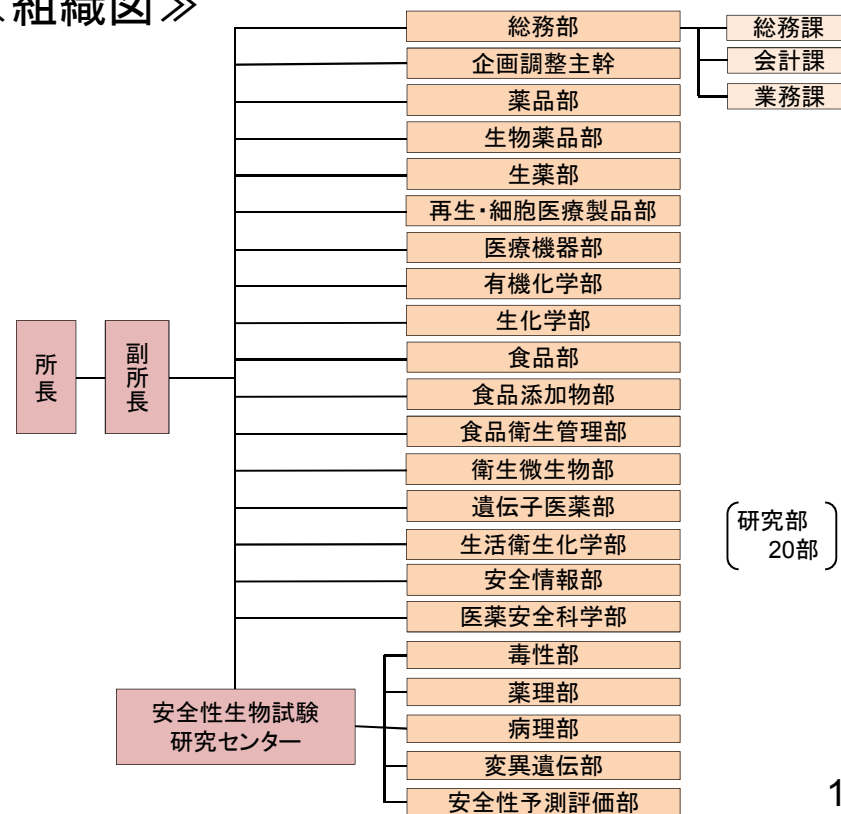 組織図≫
総務部
総務課
会計課
業務課
企画調整主幹
薬品部
生物薬品部
生薬部
再生・細胞医療製品部
医療機器部
有機化学部
生化学部
食品部
食品添加物部
食品衛生管理部
衛生微生物部
遺伝子医薬部
生活衛生化学部
安全情報部
医薬安全科学部
所長
副所長
安全性生物試験
研究センター
毒性部
薬理部
病理部
変異遺伝部
安全性予測評価部
研究部
20部
1